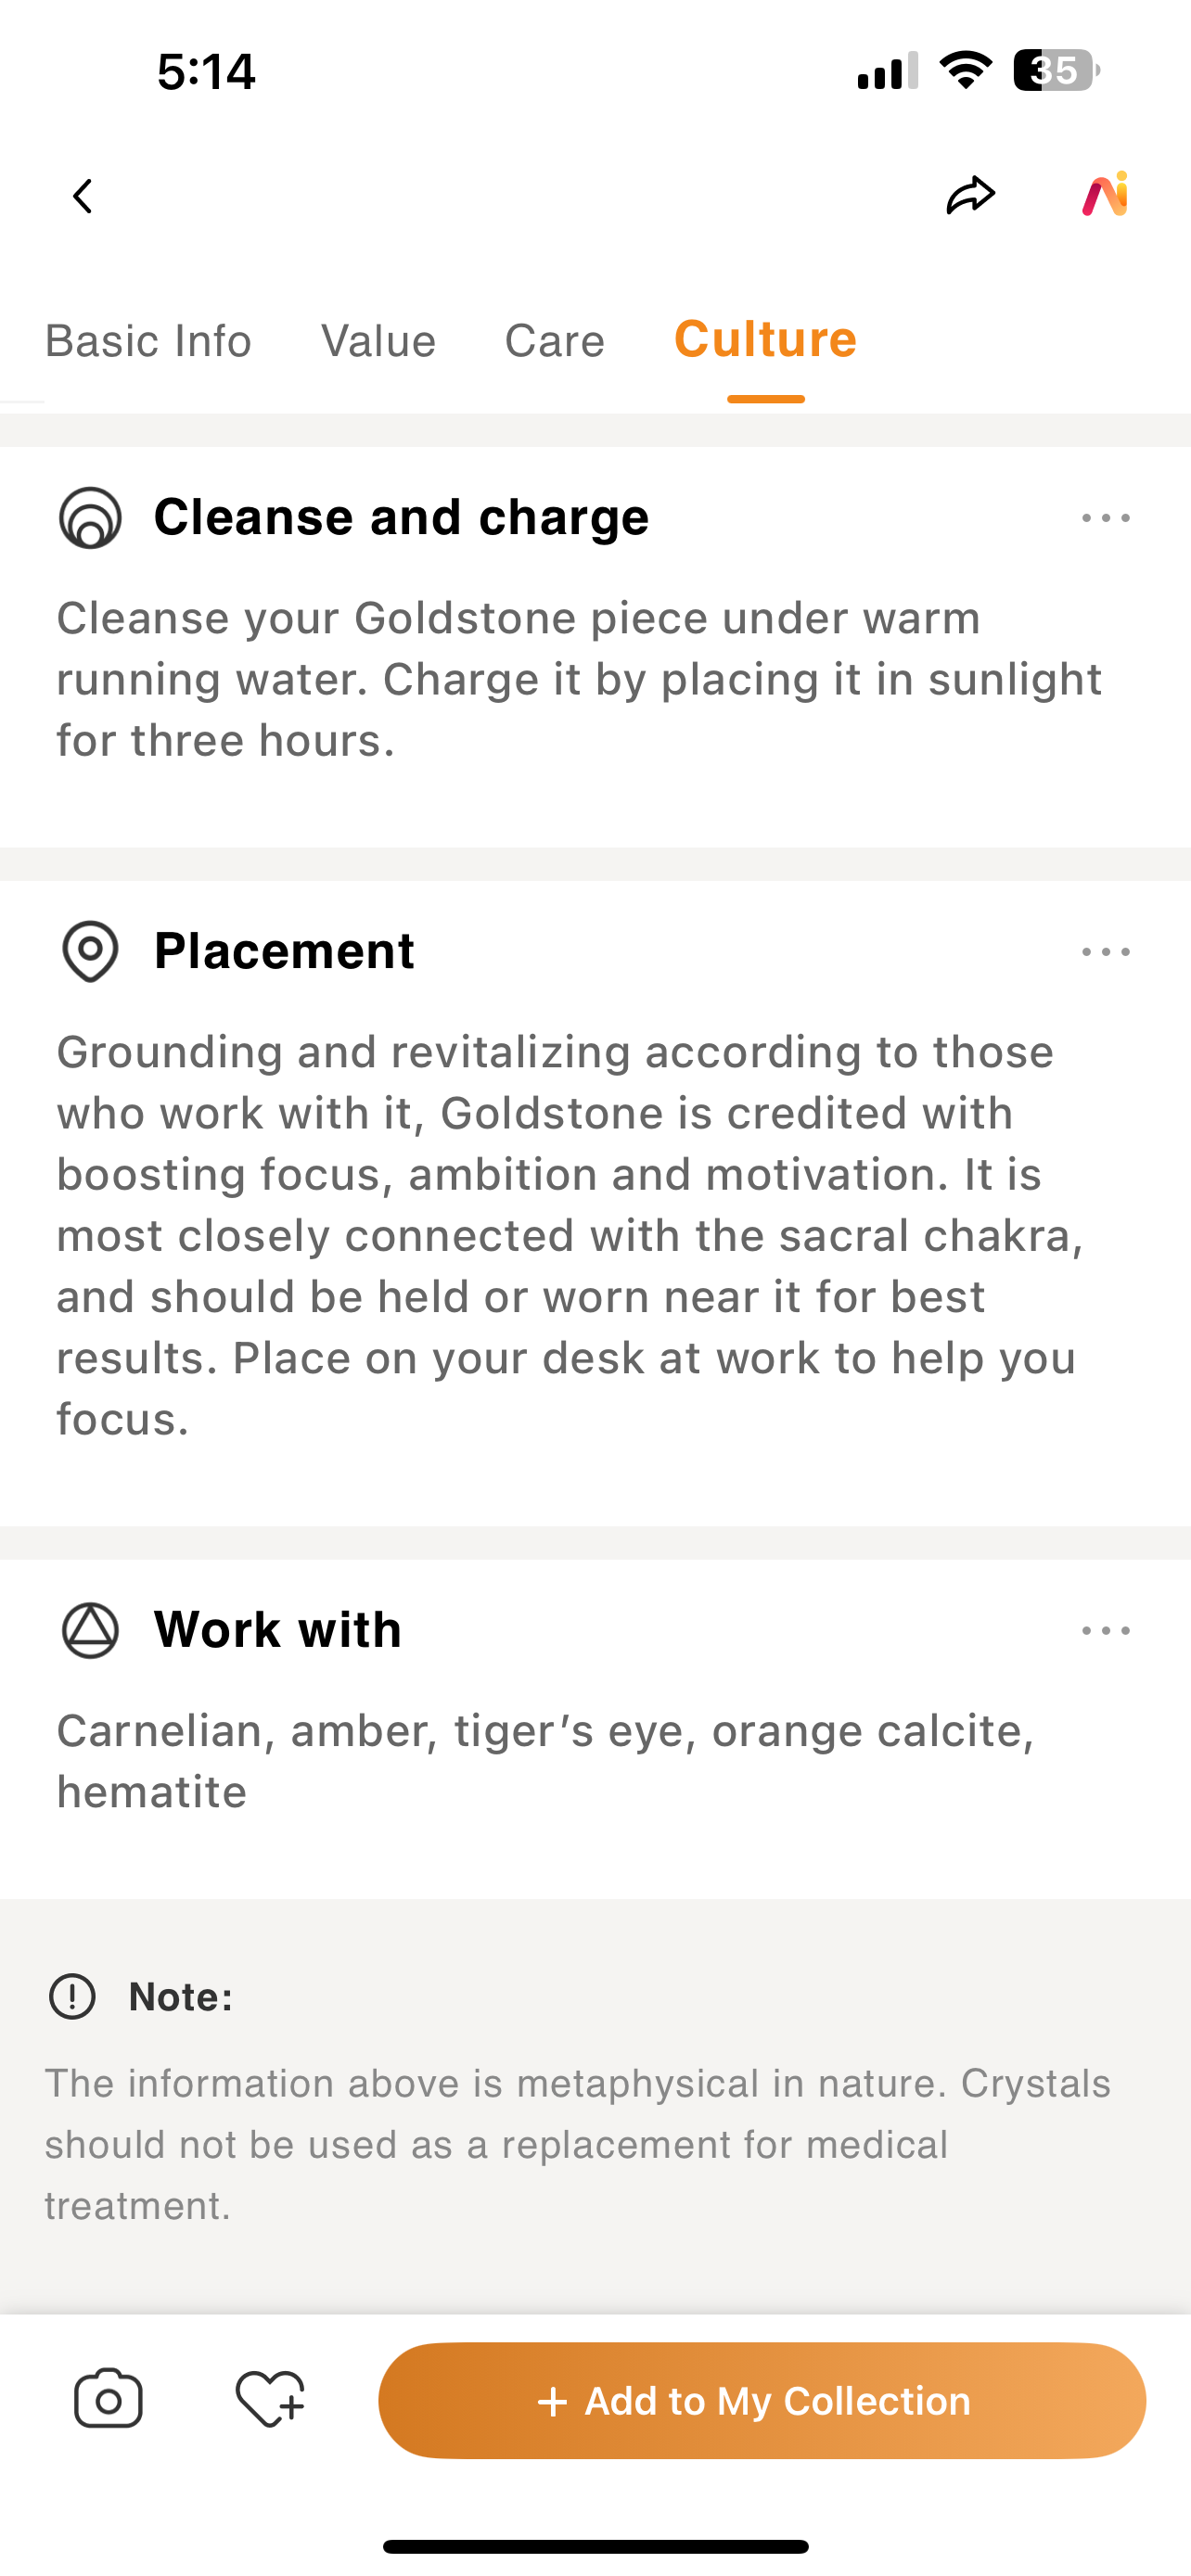 5:14
35
Basic Info Value Care Culture
Cleanse and charge
Cleanse your Goldstone piece under warm
running water. Charge it by placing it in sunlight
for three hours.
Placement
Grounding and revitalizing according to those
who work with it, Goldstone is credited with
boosting focus, ambition and motivation. It is
most closely connected with the sacral chakra,
and should be held or worn near it for best
results. Place on your desk at work to help you
focus.
Work with
Carnelian, amber, tiger’s eye, orange calcite,
hematite
Note:
The information above is metaphysical in nature. Crystals
should not be used as a replacement for medical
treatment.
+ Add to My Collection